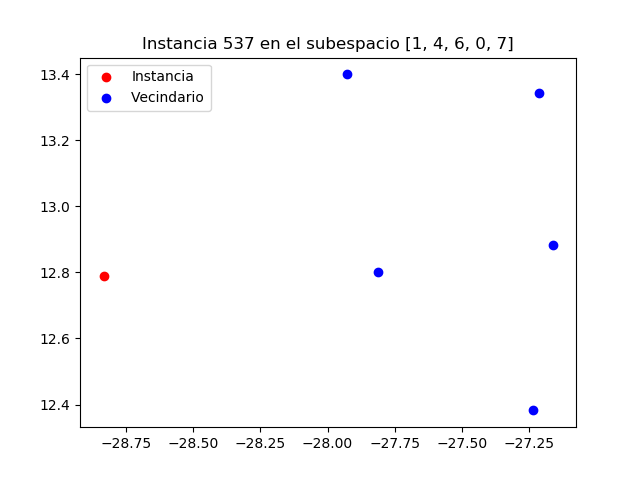 Instancia 537 en el subespacio [1, 4, 6, 0, 7]
Instancia
Vecindario
13.4
13.2
13.0
12.8
12.6
12.4
−28.75 −28.50 −28.25 −28.00 −27.75 −27.50 −27.25